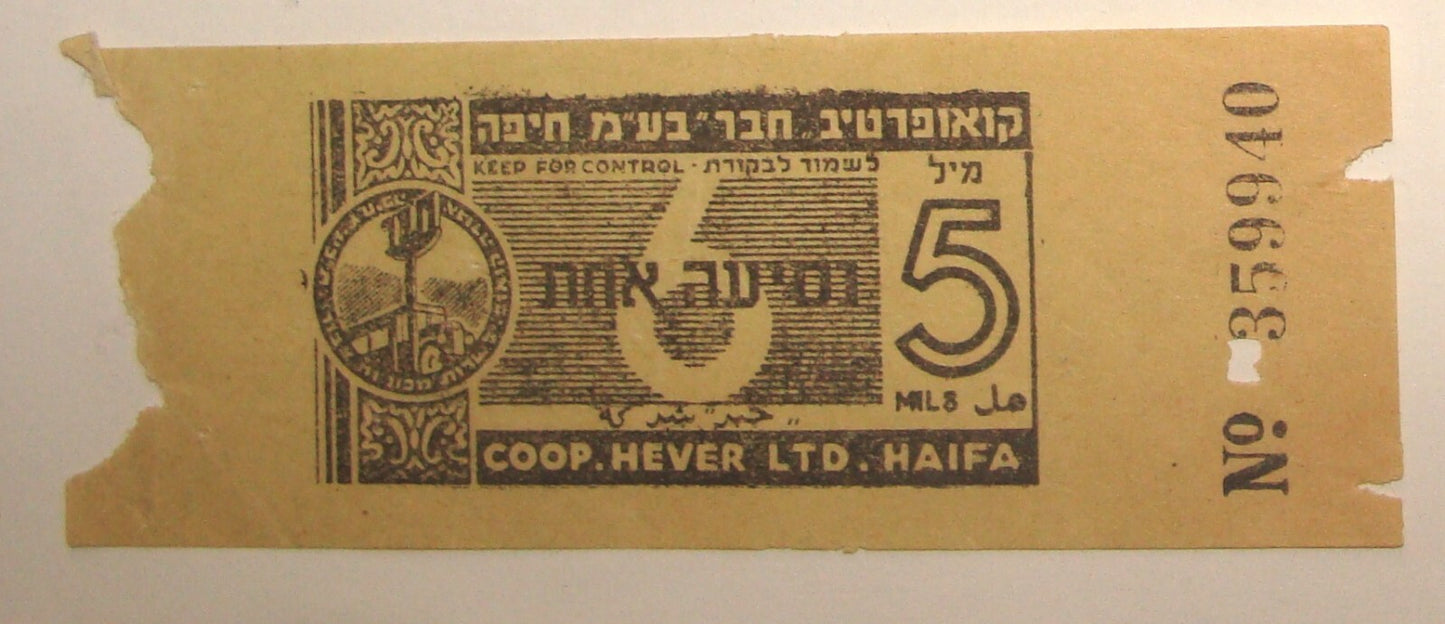 קואופרטיב „חבר" בע"מ חיפה
KEEP FOR CONTROL · לשמור לבקורת
מיל
5
6
נסיעה אחת
MILS مل
COOP. HEVER LTD. HAIFA
No. 359940